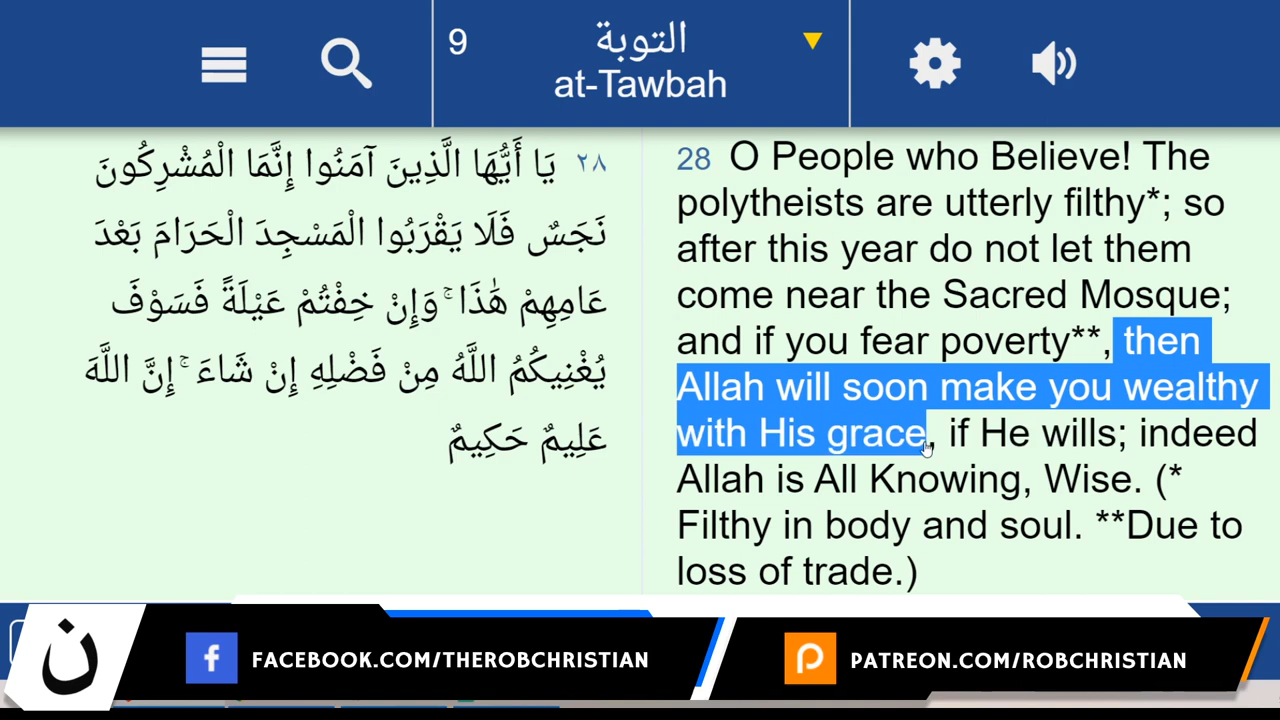 9
التوبة
at-Tawbah
٢٨ يَا أَيُّهَا الَّذِينَ آمَنُوا إِنَّمَا الْمُشْرِكُونَ
نَجَسٌ فَلَا يَقْرَبُوا الْمَسْجِدَ الْحَرَامَ بَعْدَ
عَامِهِمْ هَٰذَا ۚ وَإِنْ خِفْتُمْ عَيْلَةً فَسَوْفَ
يُغْنِيكُمُ اللَّهُ مِنْ فَضْلِهِ إِنْ شَاءَ ۚ إِنَّ اللَّهَ
عَلِيمٌ حَكِيمٌ
28 O People who Believe! The
polytheists are utterly filthy*; so
after this year do not let them
come near the Sacred Mosque;
and if you fear poverty**, then
Allah will soon make you wealthy
with His grace, if He wills; indeed
Allah is All Knowing, Wise. (*
Filthy in body and soul. **Due to
loss of trade.)
ن
FACEBOOK.COM/THEROBCHRISTIAN
PATREON.COM/ROBCHRISTIAN